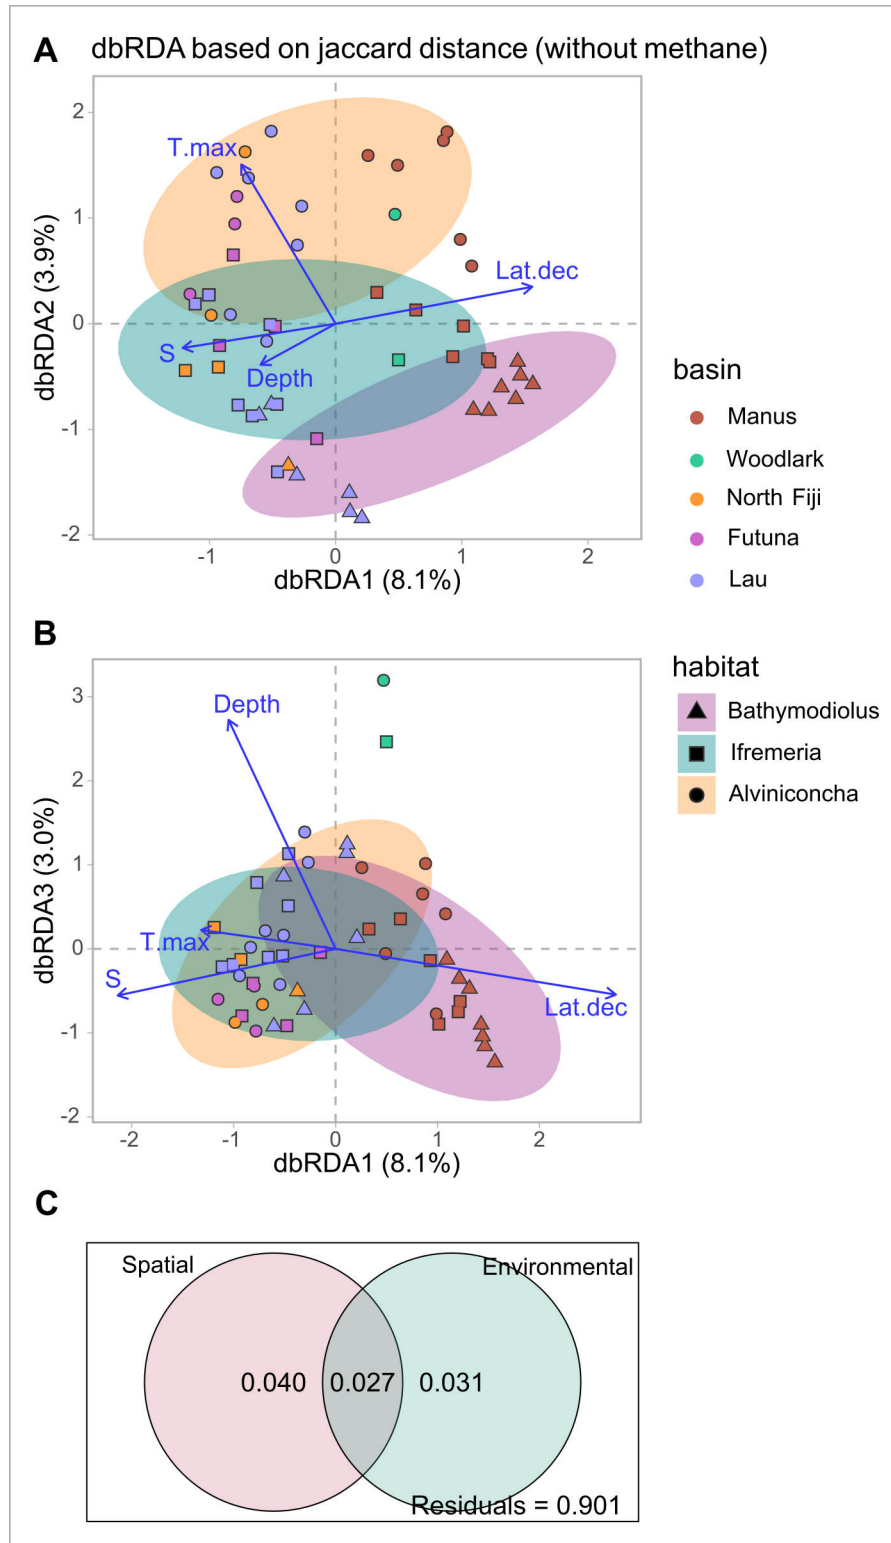 A dbRDA based on jaccard distance (without methane)
2
1
0
-1
-2
dbRDA2 (3.9%)
T.max
Lat.dec
S
Depth
-1 0 1 2
dbRDA1 (8.1%)
basin
Manus
Woodlark
North Fiji
Futuna
Lau
B
3
2
1
0
-1
-2
dbRDA3 (3.0%)
Depth
T.max
S
Lat.dec
-2 -1 0 1 2
dbRDA1 (8.1%)
habitat
Bathymodiolus
Ifremeria
Alviniconcha
C
Spatial Environmental
0.040 0.027 0.031
Residuals = 0.901